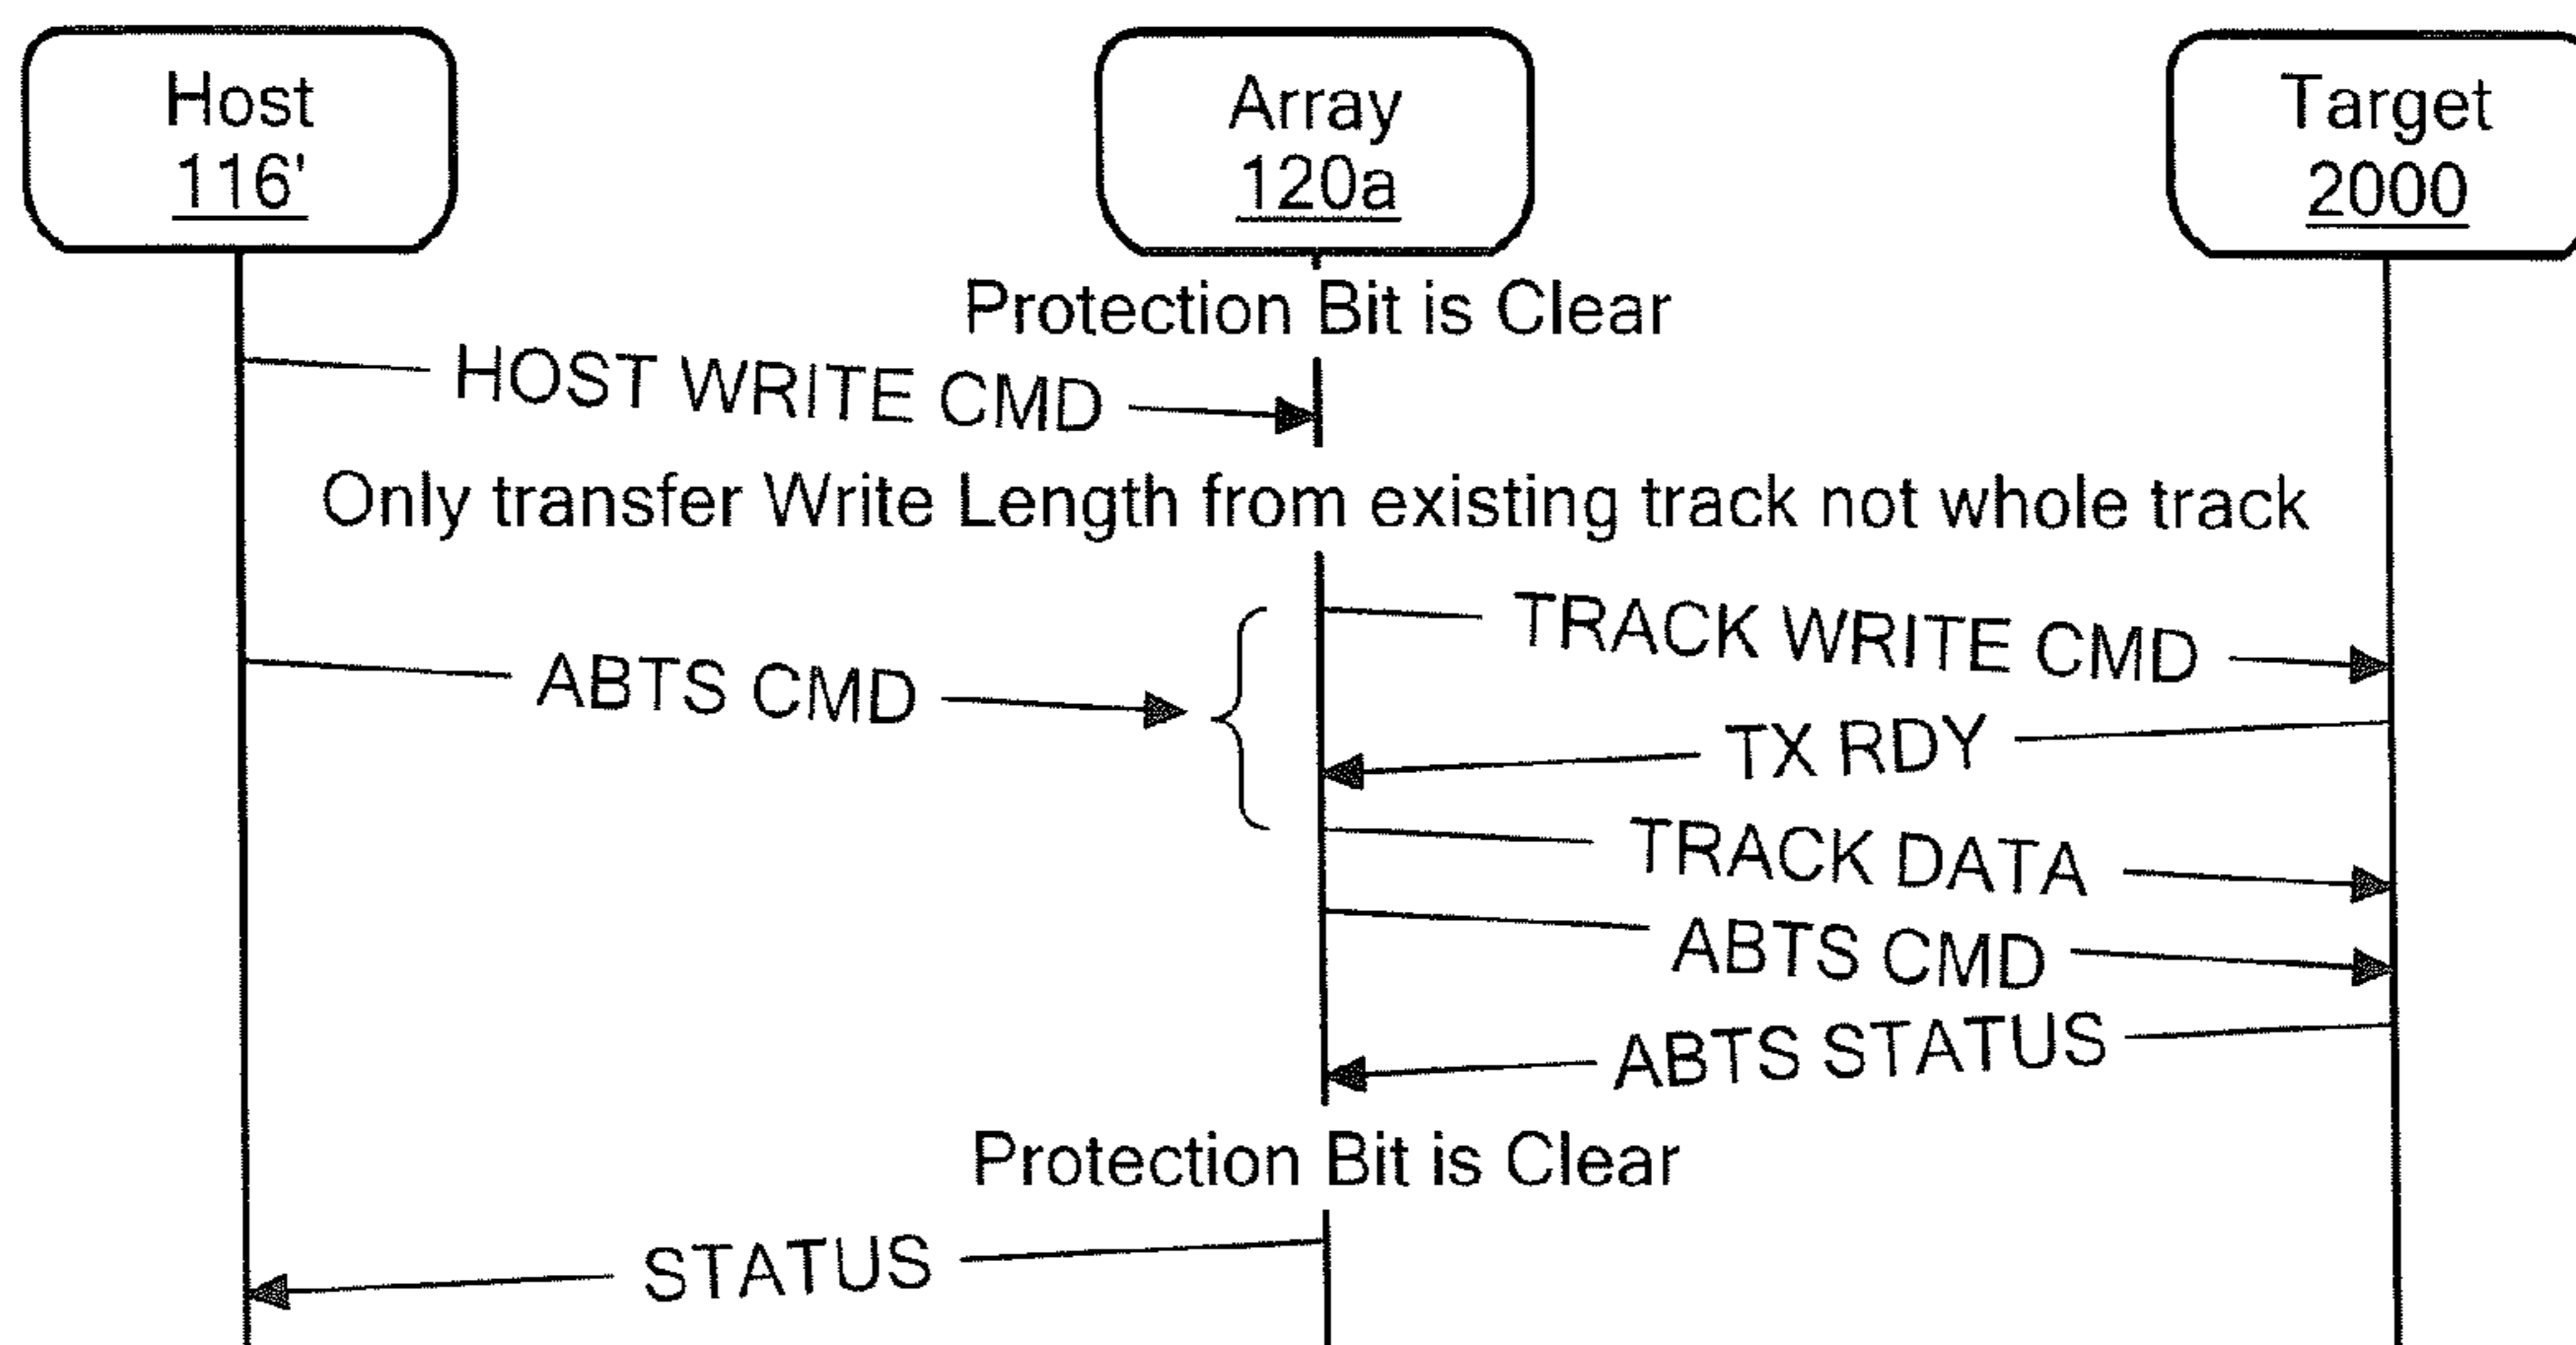 Host
116'
Array
120a
Target
2000
Protection Bit is Clear
HOST WRITE CMD
Only transfer Write Length from existing track not whole track
TRACK WRITE CMD
ABTS CMD
TX RDY
TRACK DATA
ABTS CMD
ABTS STATUS
Protection Bit is Clear
STATUS